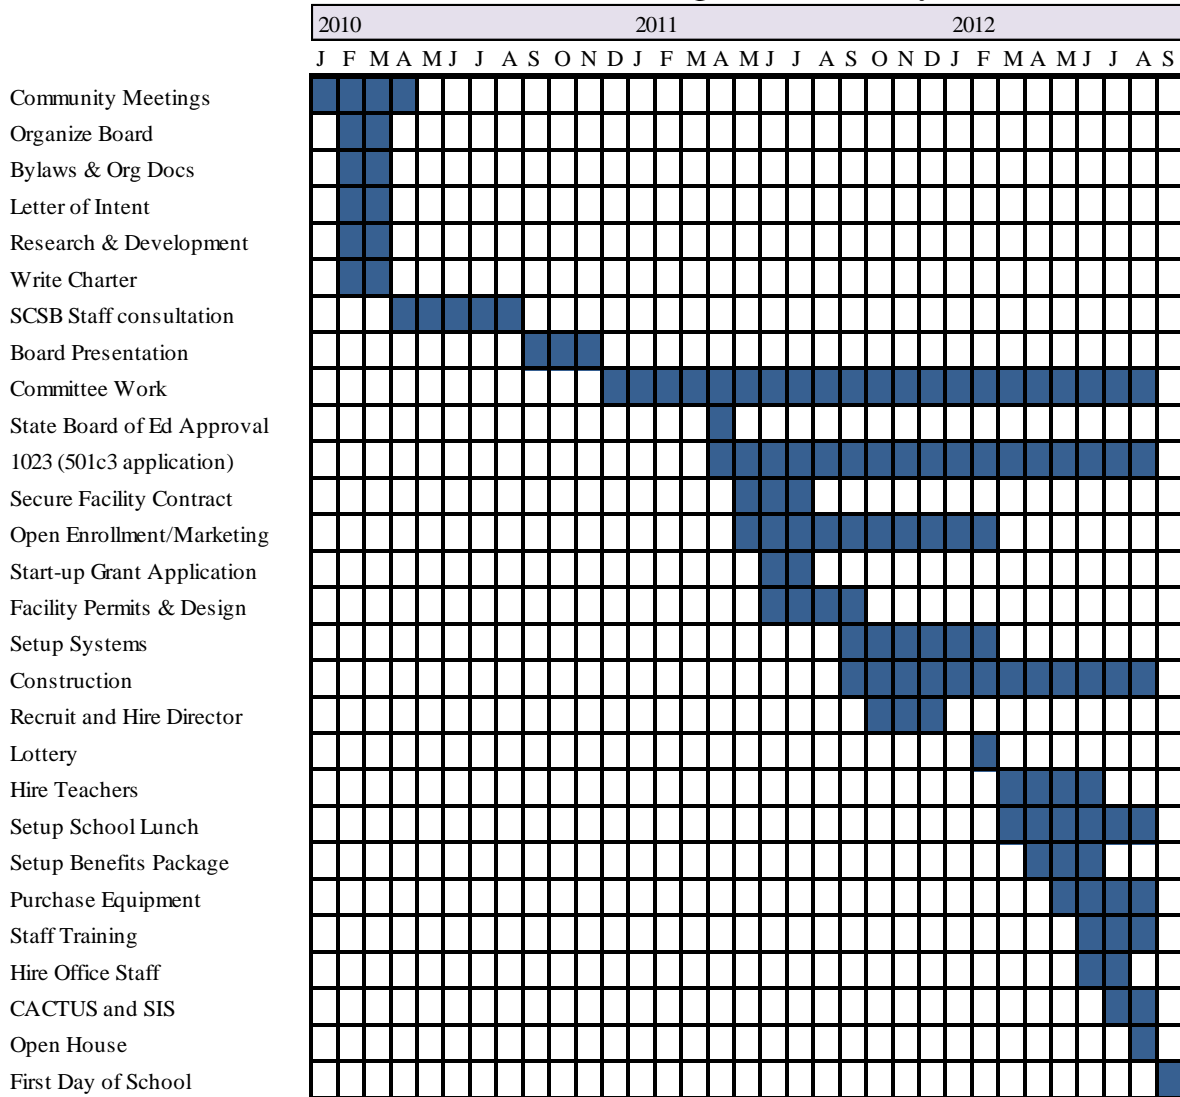 2010 2011 2012
J F M A M J J A S O N D J F M A M J J A S O N D J F M A M J J A S
Community Meetings
Organize Board
Bylaws & Org Docs
Letter of Intent
Research & Development
Write Charter
SCSB Staff consultation
Board Presentation
Committee Work
State Board of Ed Approval
1023 (501c3 application)
Secure Facility Contract
Open Enrollment/Marketing
Start-up Grant Application
Facility Permits & Design
Setup Systems
Construction
Recruit and Hire Director
Lottery
Hire Teachers
Setup School Lunch
Setup Benefits Package
Purchase Equipment
Staff Training
Hire Office Staff
CACTUS and SIS
Open House
First Day of School